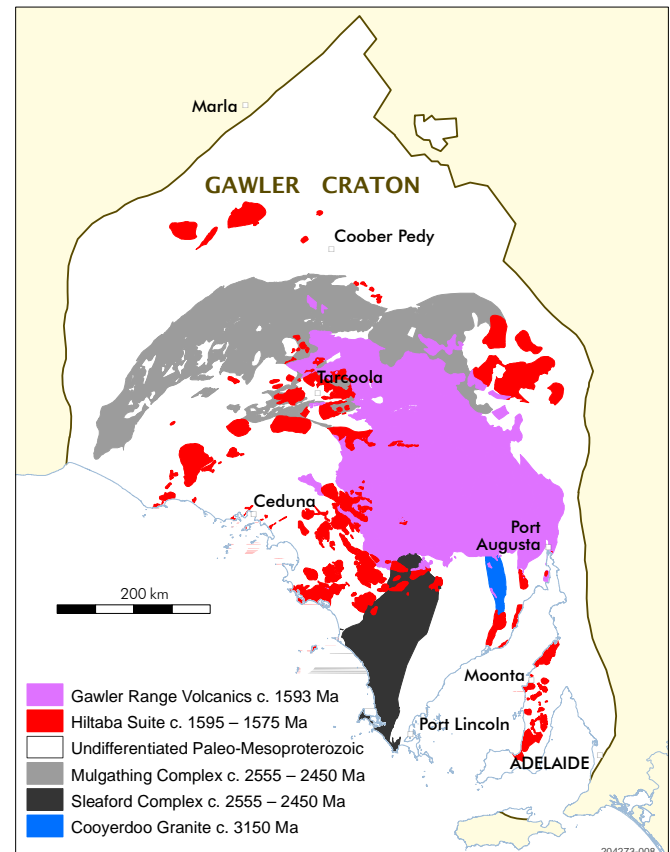 Marla
GAWLER CRATON
Coober Pedy
Tarcoola
Ceduna
Port
Augusta
200 km
Moonta
Port Lincoln
ADELAIDE
Gawler Range Volcanics c. 1593 Ma
Hiltaba Suite c. 1595 – 1575 Ma
Undifferentiated Paleo-Mesoproterozoic
Mulgathing Complex c. 2555 – 2450 Ma
Sleaford Complex c. 2555 – 2450 Ma
Cooyerdoo Granite c. 3150 Ma
204273-008